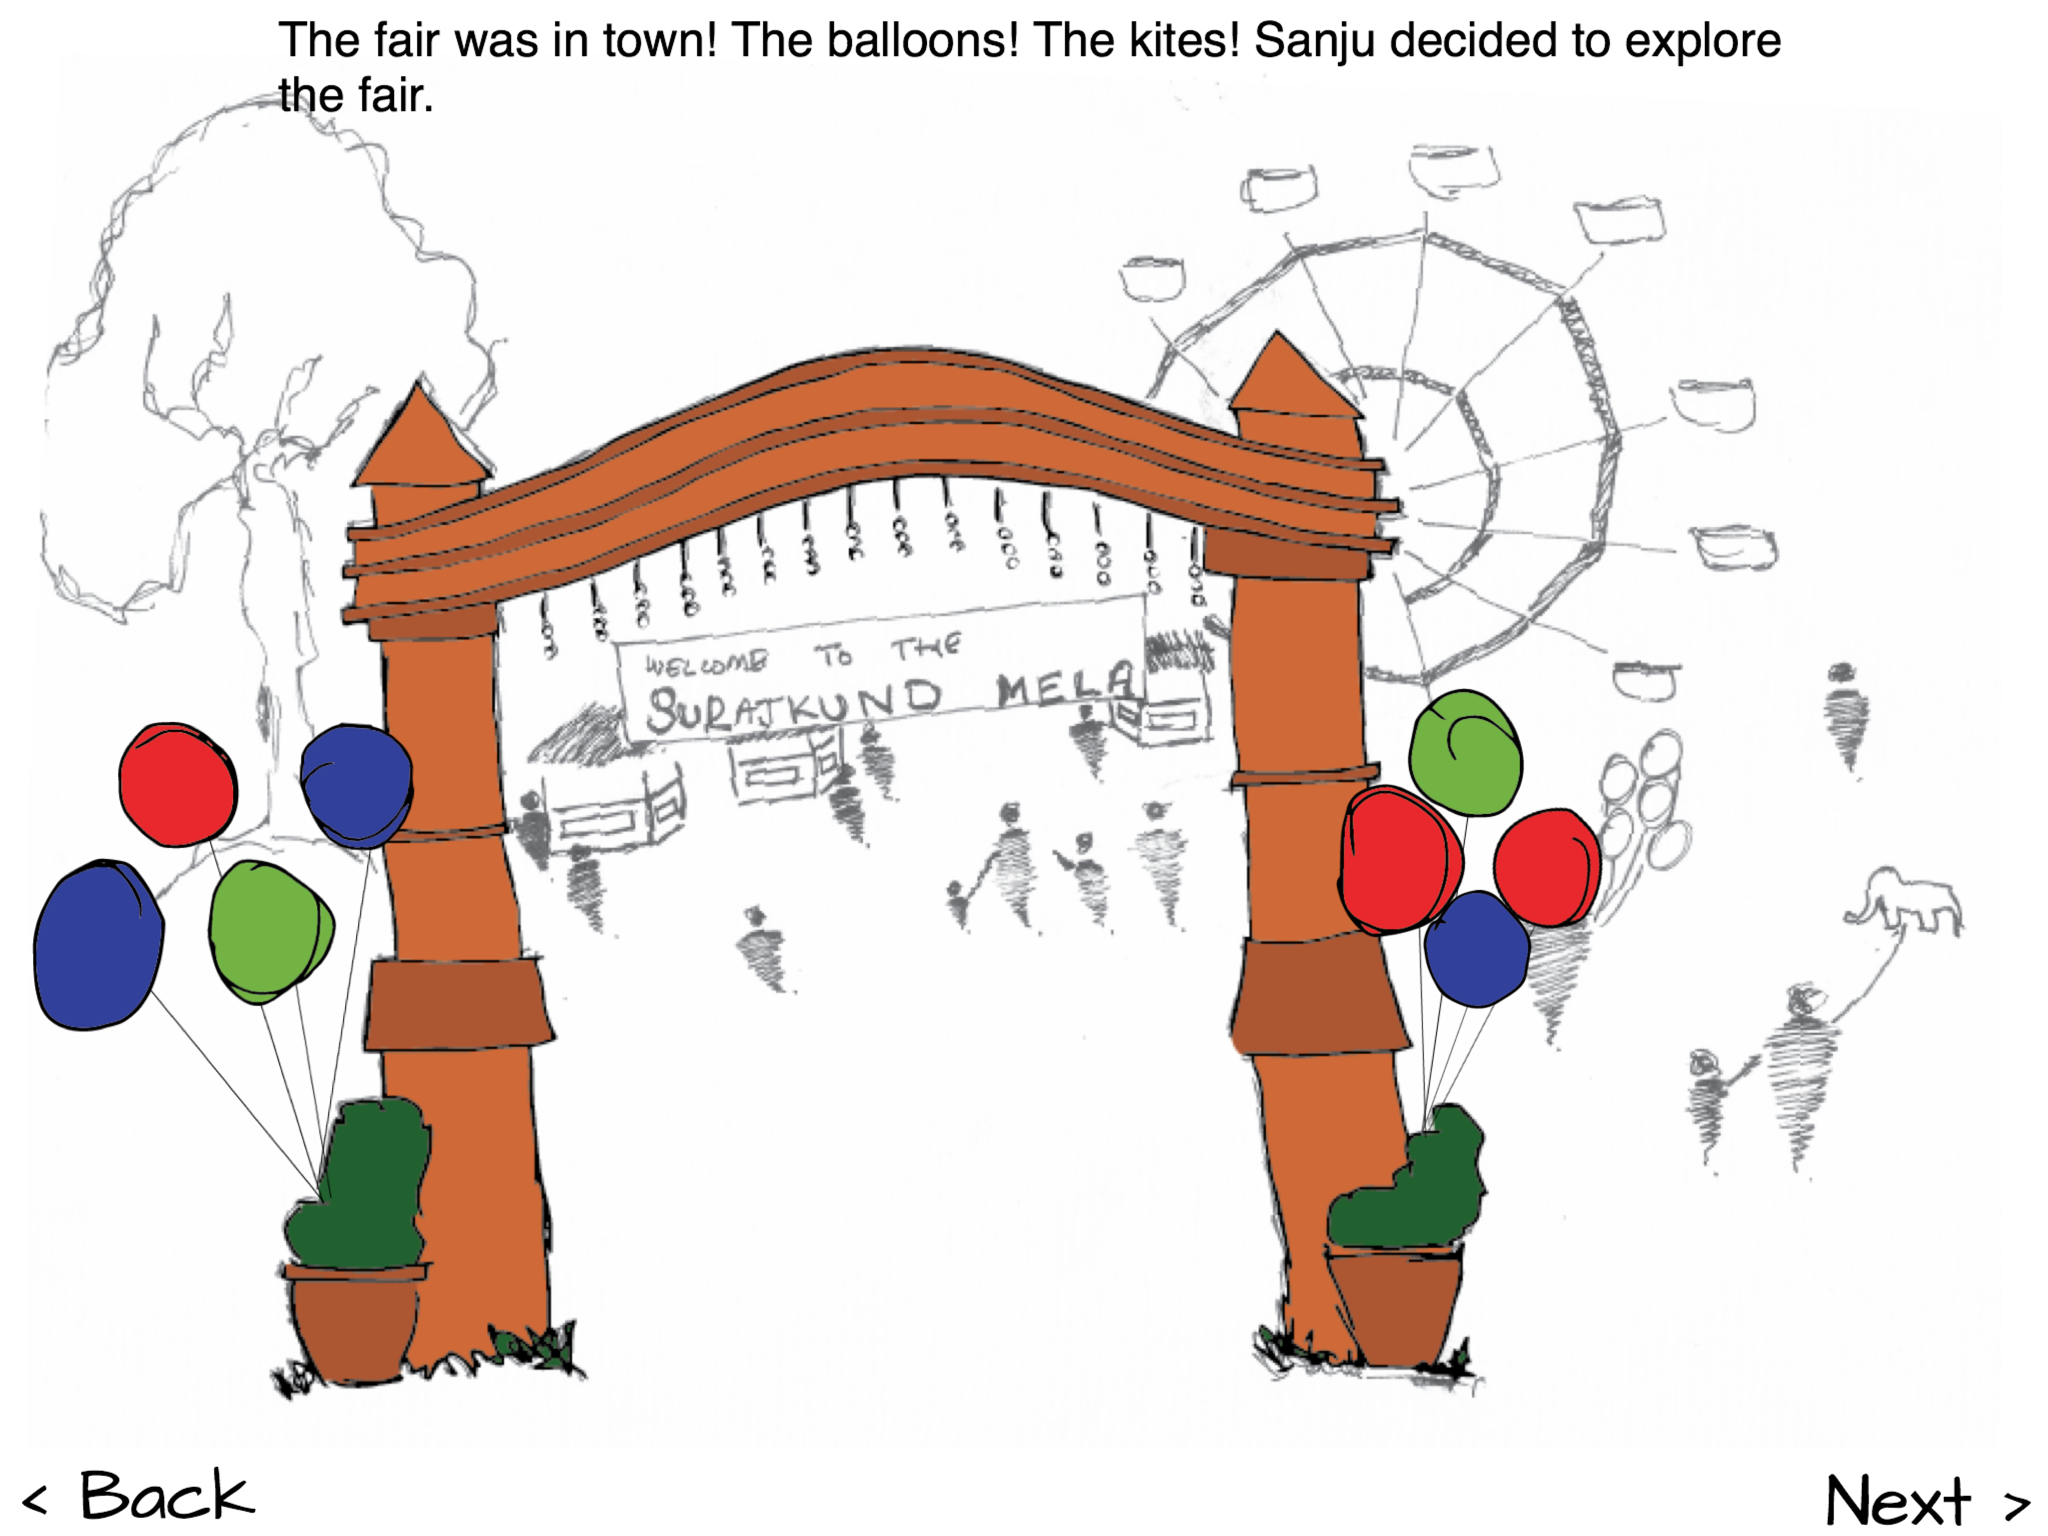 The fair was in town! The balloons! The kites! Sanju decided to explore
the fair.
WELCOME TO THE
SURAJKUND MELA
< Back
Next >